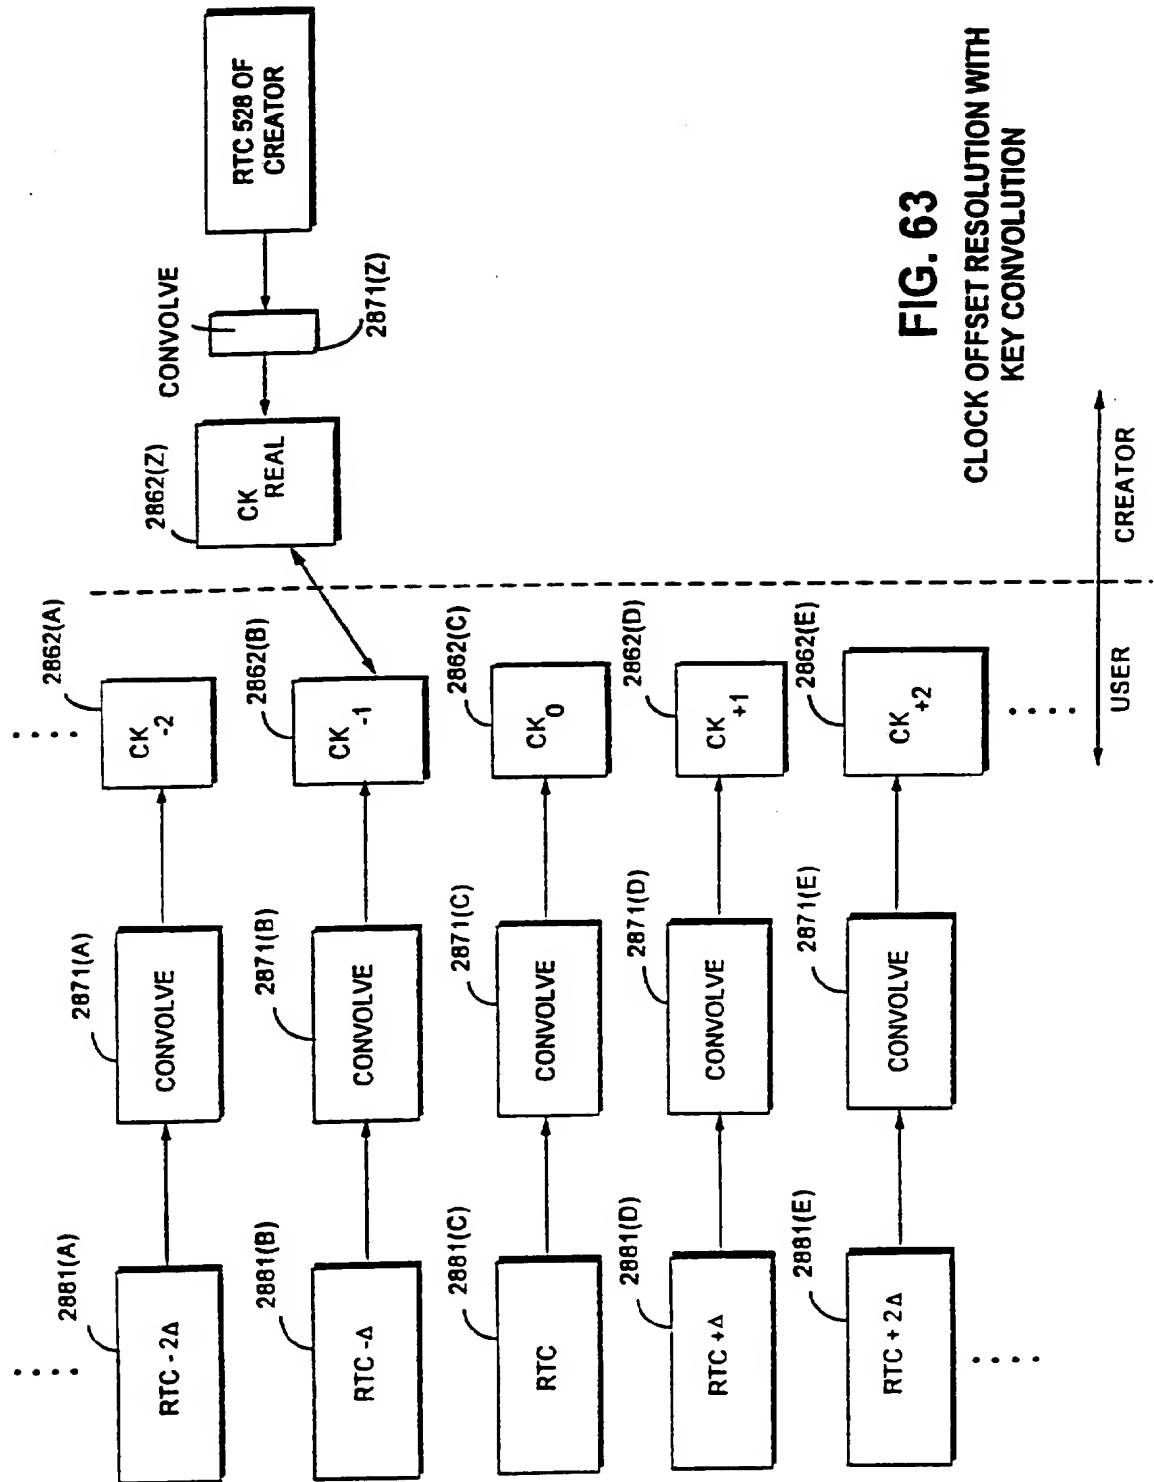 2881(A)
RTC - 2Δ
2871(A)
CONVOLVE
2862(A)
CK -2
2881(B)
RTC -Δ
2871(B)
CONVOLVE
2862(B)
CK -1
2881(C)
RTC
2871(C)
CONVOLVE
2862(C)
CK 0
2881(D)
RTC +Δ
2871(D)
CONVOLVE
2862(D)
CK +1
2881(E)
RTC + 2Δ
2871(E)
CONVOLVE
2862(E)
CK +2
2862(Z)
CK REAL
CONVOLVE
2871(Z)
RTC 528 OF
CREATOR
USER
CREATOR
FIG. 63
CLOCK OFFSET RESOLUTION WITH
KEY CONVOLUTION